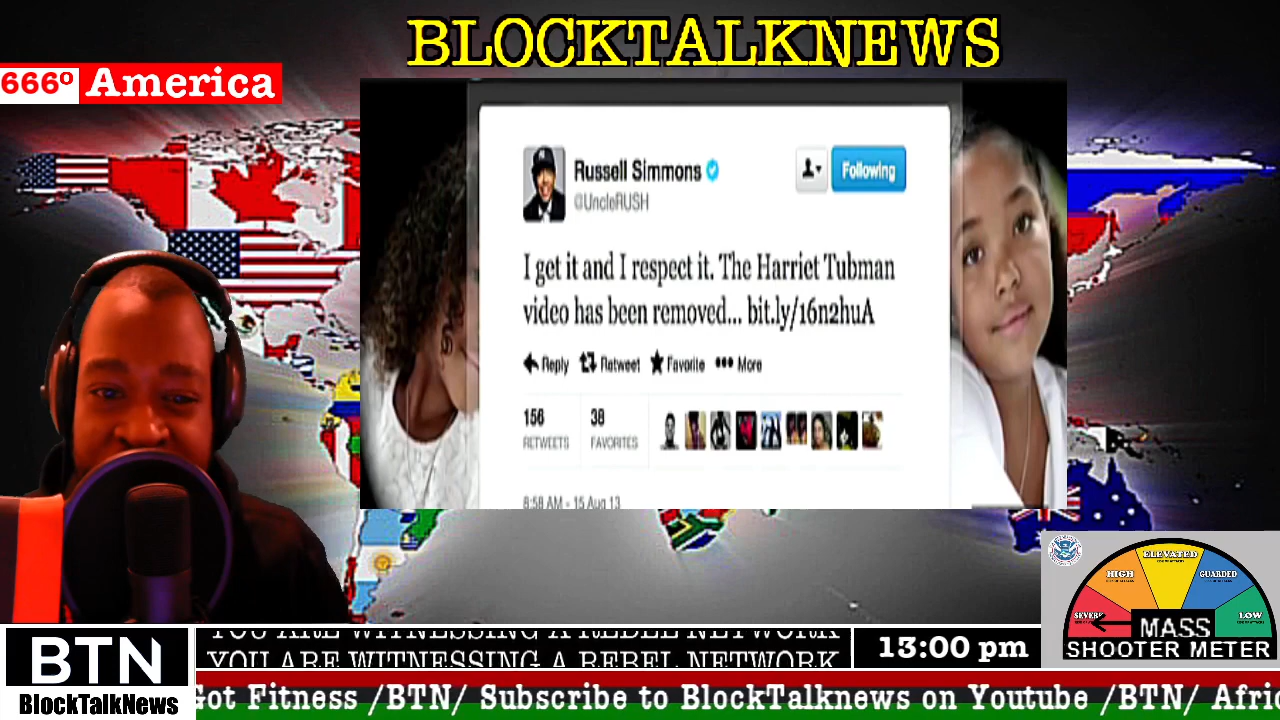 BLOCKTALKNEWS
666º America
Russell Simmons
@UncleRUSH
Following
I get it and I respect it. The Harriet Tubman
video has been removed... bit.ly/16n2huA
Reply Retweet Favorite More
156 38
RETWEETS FAVORITES
8:58 AM - 15 Aug 13
ELEVATED
HIGH
GUARDED
SEVERE
LOW
MASS
SHOOTER METER
BTN
BlockTalkNews
YOU ARE WITNESSING A REBEL NETWORK
YOU ARE WITNESSING A REBEL NETWORK
13:00 pm
Got Fitness /BTN/ Subscribe to BlockTalknews on Youtube /BTN/ Afric